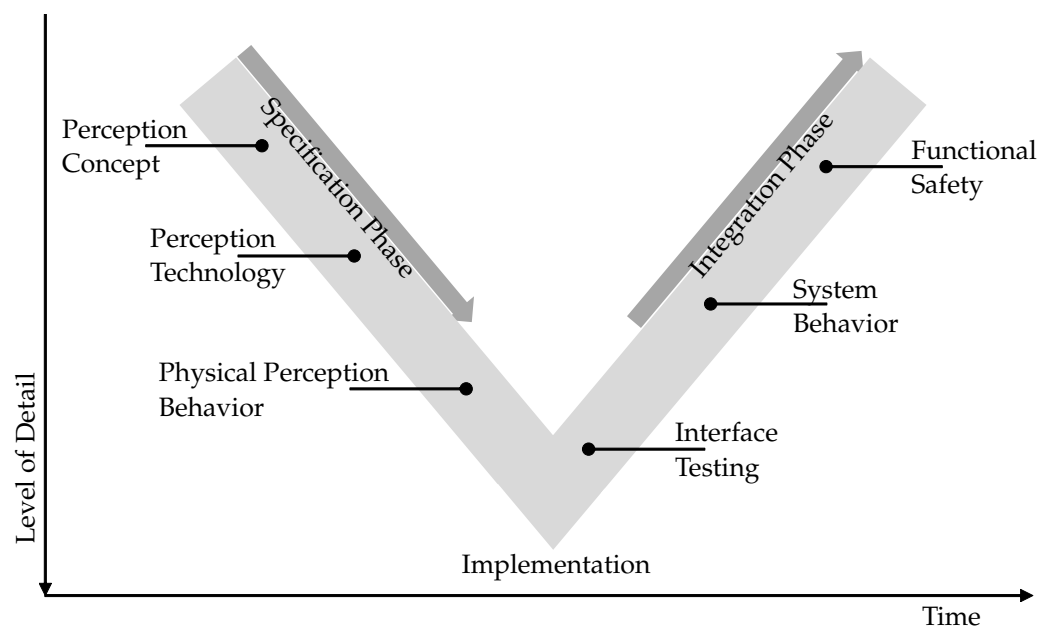 Specification Phase
Integration Phase
Perception
Concept
Functional
Safety
Perception
Technology
System
Behavior
Physical Perception
Behavior
Interface
Testing
Level of Detail
Implementation
Time